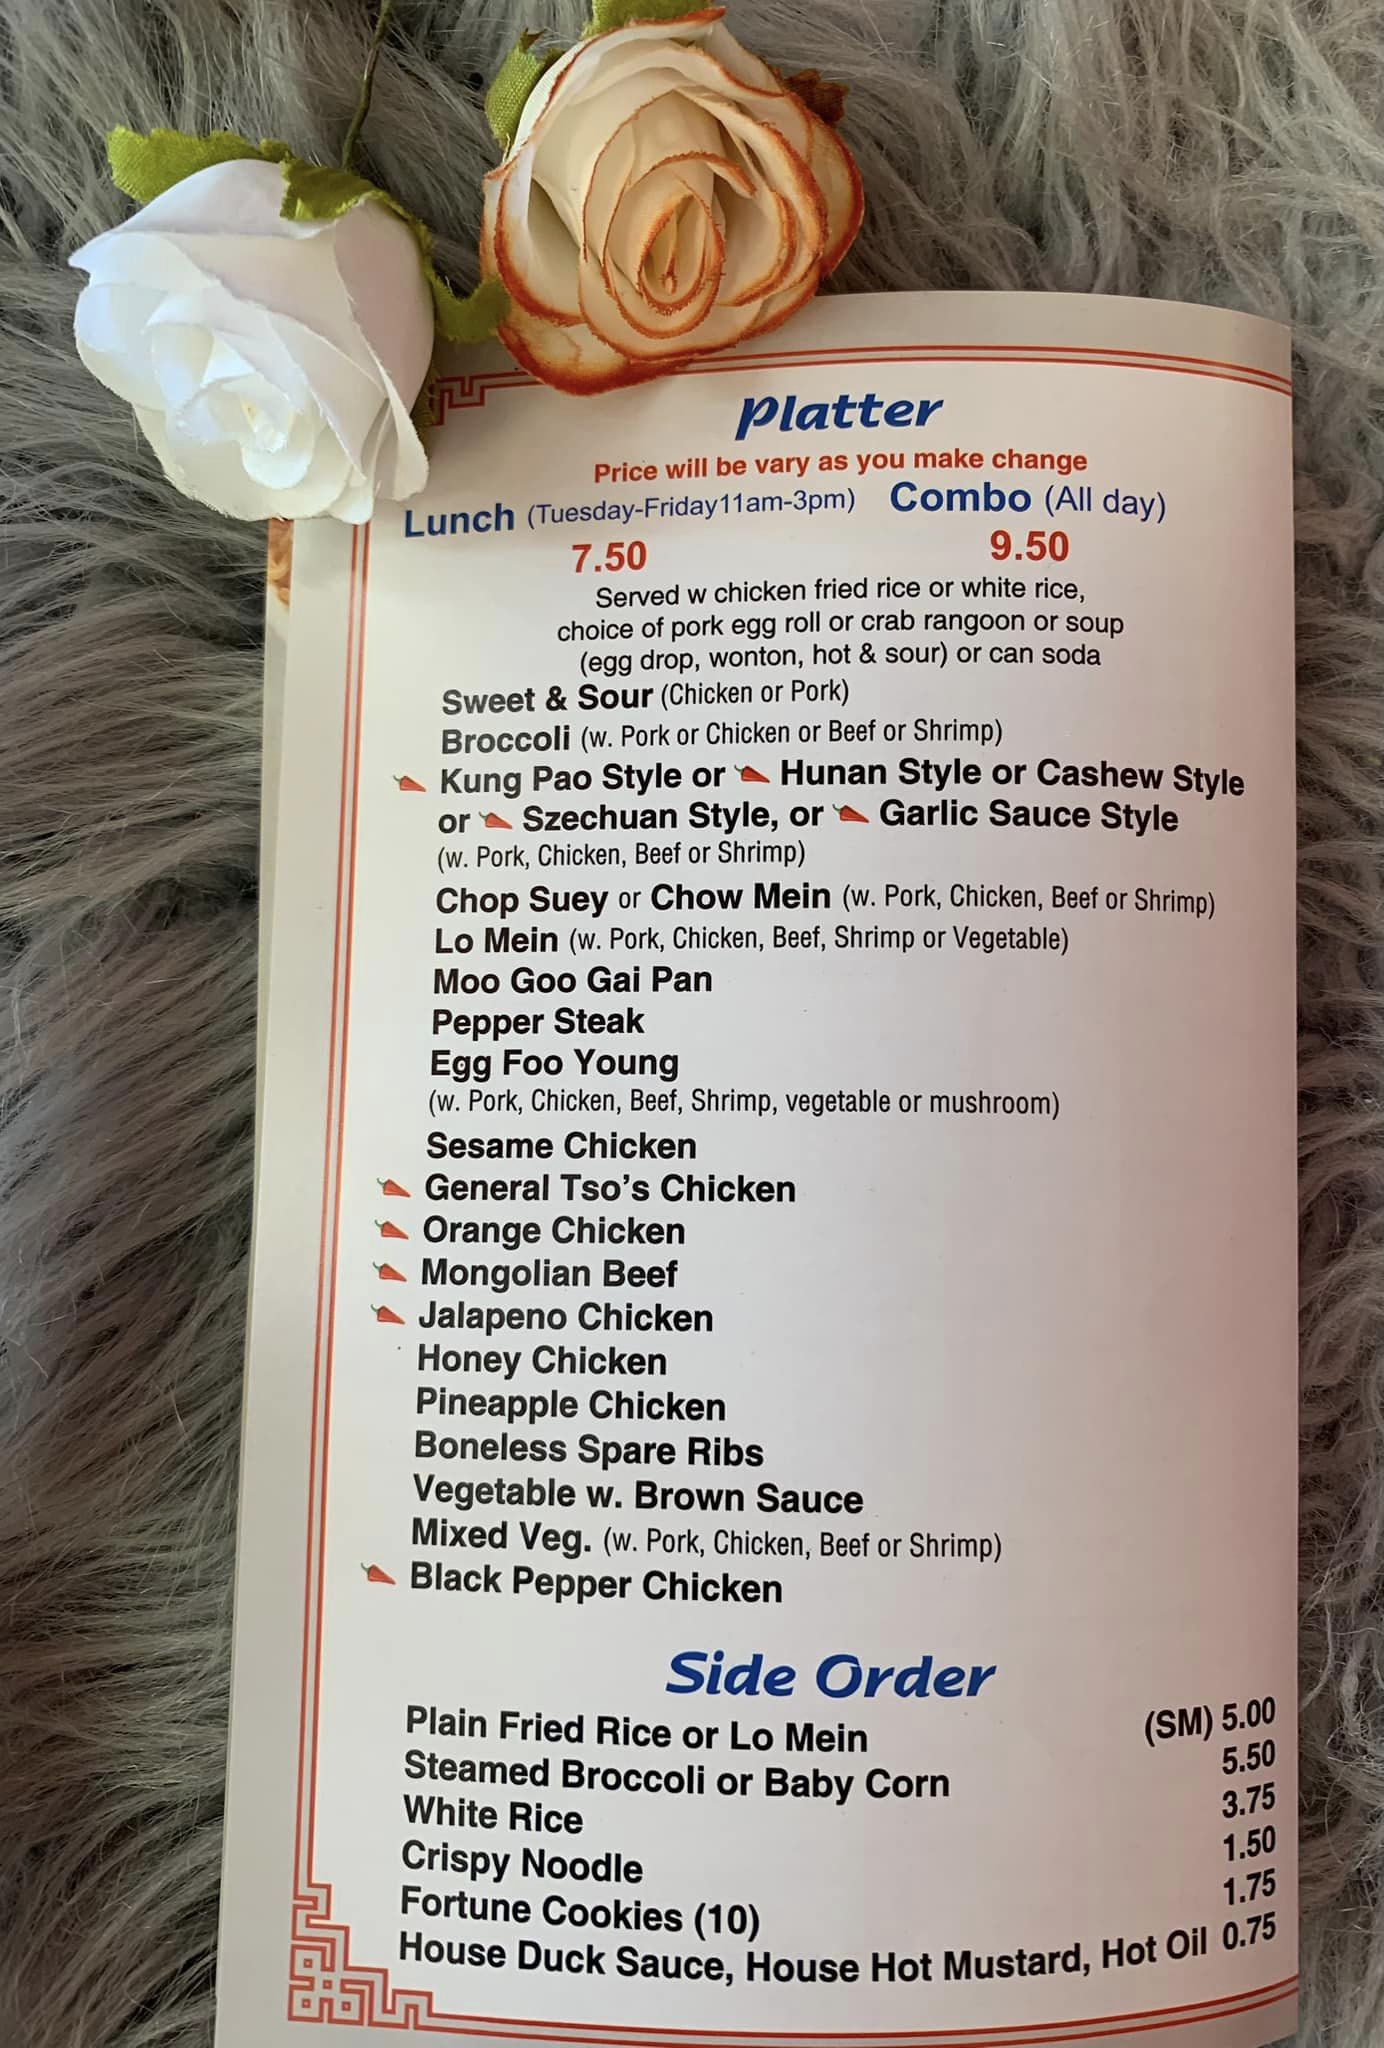 Platter
Price will be vary as you make change
Lunch (Tuesday-Friday11am-3pm) Combo (All day)
7.50 9.50
Served w chicken fried rice or white rice,
choice of pork egg roll or crab rangoon or soup
(egg drop, wonton, hot & sour) or can soda
Sweet & Sour (Chicken or Pork)
Broccoli (w. Pork or Chicken or Beef or Shrimp)
Kung Pao Style or Hunan Style or Cashew Style
or Szechuan Style, or Garlic Sauce Style
(w. Pork, Chicken, Beef or Shrimp)
Chop Suey or Chow Mein (w. Pork, Chicken, Beef or Shrimp)
Lo Mein (w. Pork, Chicken, Beef, Shrimp or Vegetable)
Moo Goo Gai Pan
Pepper Steak
Egg Foo Young
(w. Pork, Chicken, Beef, Shrimp, vegetable or mushroom)
Sesame Chicken
General Tso's Chicken
Orange Chicken
Mongolian Beef
Jalapeno Chicken
Honey Chicken
Pineapple Chicken
Boneless Spare Ribs
Vegetable w. Brown Sauce
Mixed Veg. (w. Pork, Chicken, Beef or Shrimp)
Black Pepper Chicken
Side Order
Plain Fried Rice or Lo Mein (SM) 5.00
Steamed Broccoli or Baby Corn 5.50
White Rice 3.75
Crispy Noodle 1.50
Fortune Cookies (10) 1.75
House Duck Sauce, House Hot Mustard, Hot Oil 0.75